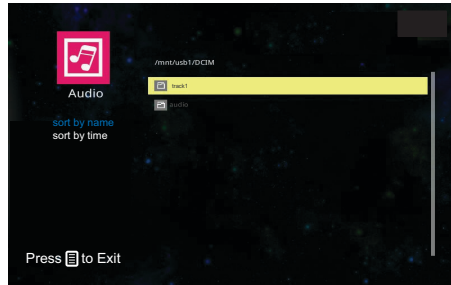 /mnt/usb1/DCIM
track1
audio
Audio
sort by name
sort by time
Press to Exit